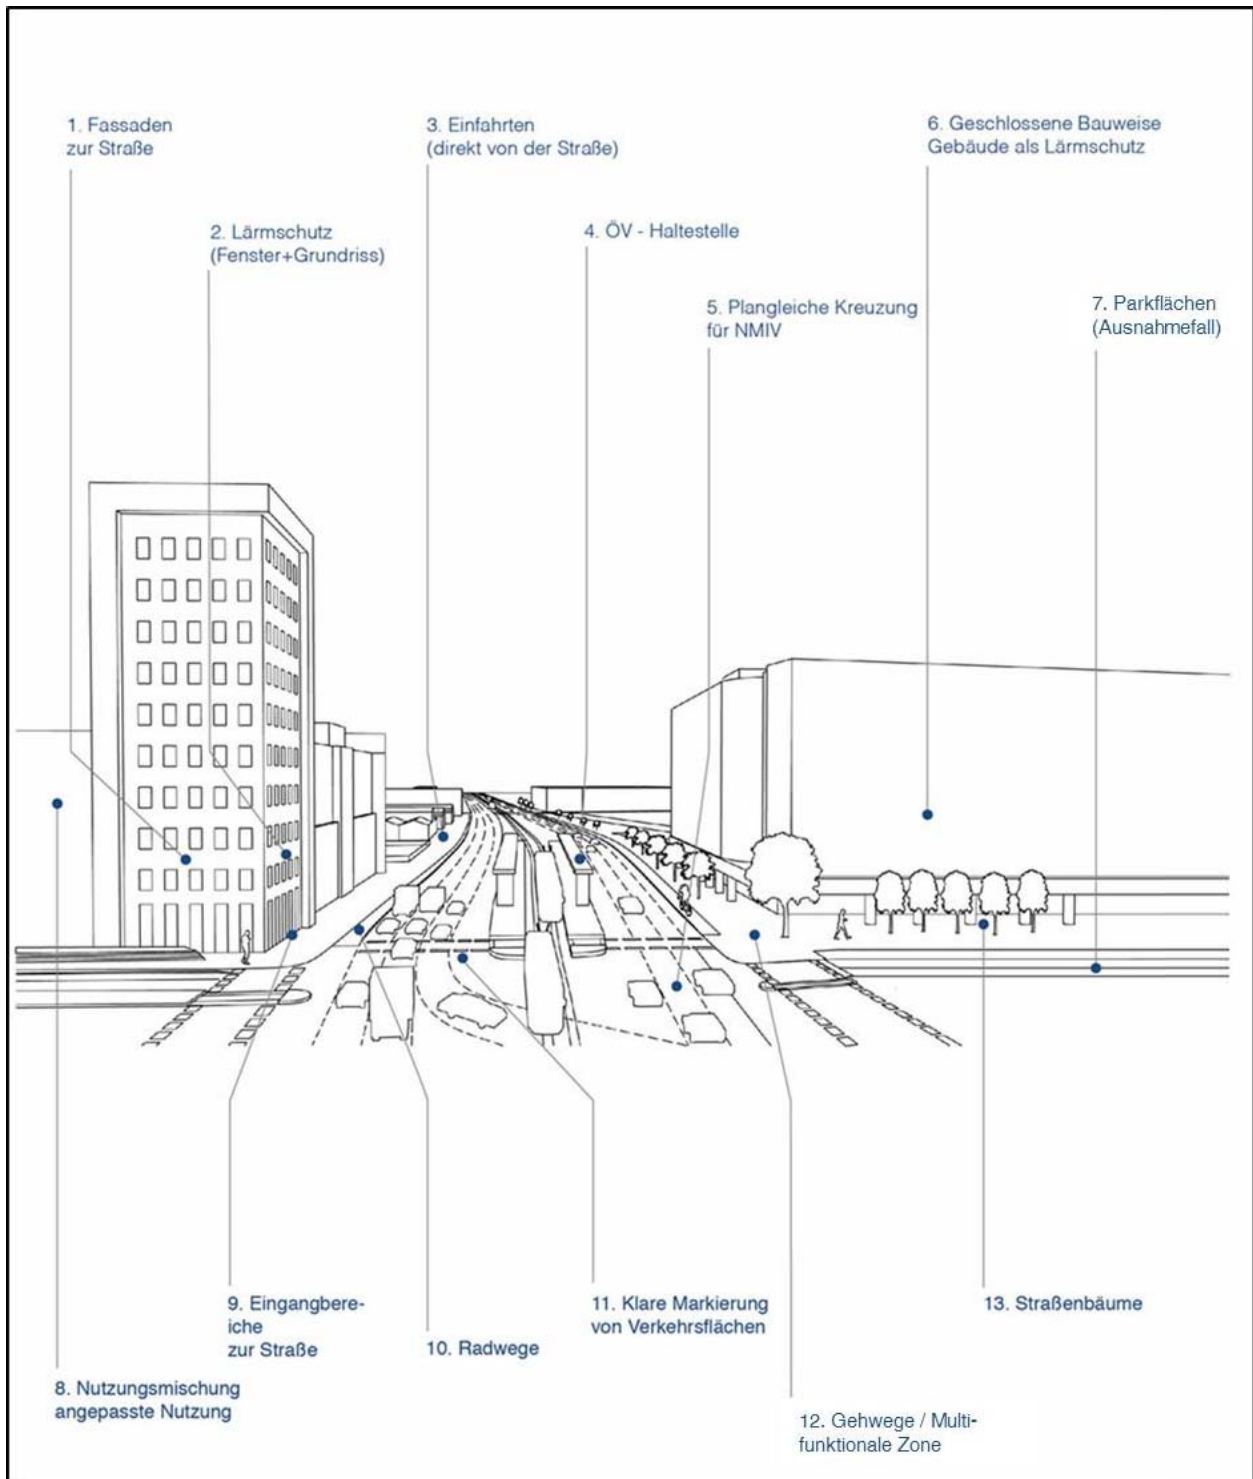 1. Fassaden
zur Straße
3. Einfahrten
(direkt von der Straße)
6. Geschlossene Bauweise
Gebäude als Lärmschutz
2. Lärmschutz
(Fenster+Grundriss)
4. ÖV - Haltestelle
5. Plangleiche Kreuzung
für NMIV
7. Parkflächen
(Ausnahmefall)
9. Eingangbere-
iche
zur Straße
10. Radwege
11. Klare Markierung
von Verkehrsflächen
13. Straßenbäume
8. Nutzungsmischung
angepasste Nutzung
12. Gehwege / Multi-
funktionale Zone